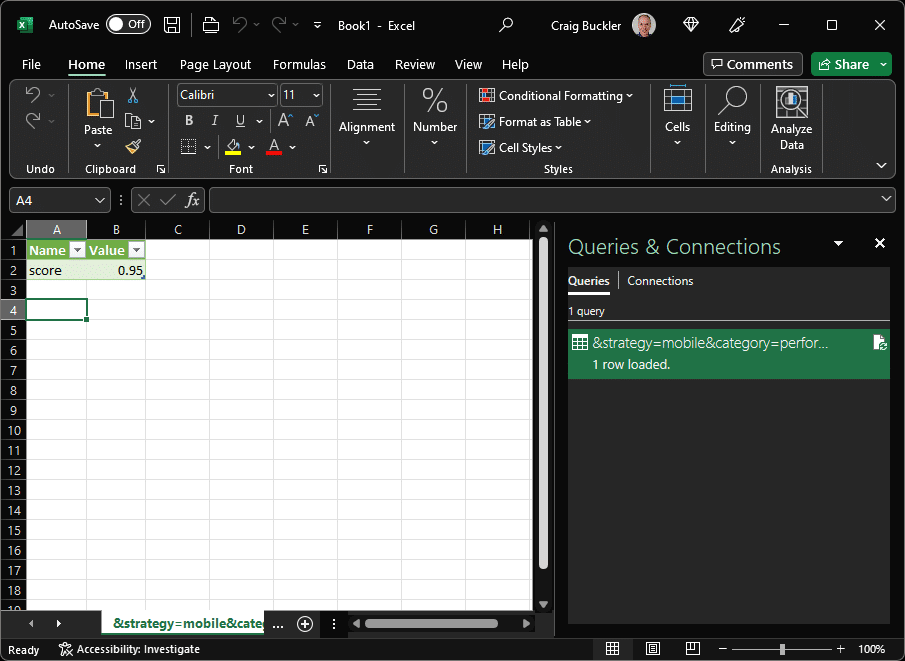 AutoSave Off Book1 - Excel Craig Buckler
File Home Insert Page Layout Formulas Data Review View Help Comments Share
Paste
Calibri 11
B I U A A
A
Alignment
Number
Conditional Formatting
Format as Table
Cell Styles
Cells
Editing
Analyze
Data
Undo Clipboard Font Styles Analysis
A4 fx
A B C D E F G H
1 Name Value
2 score 0.95
3
4
5
6
7
8
9
10
11
12
13
14
15
16
17
18
19
Queries & Connections
Queries Connections
1 query
&strategy=mobile&category=perfor...
1 row loaded.
&strategy=mobile&cate ...
Ready Accessibility: Investigate 100%